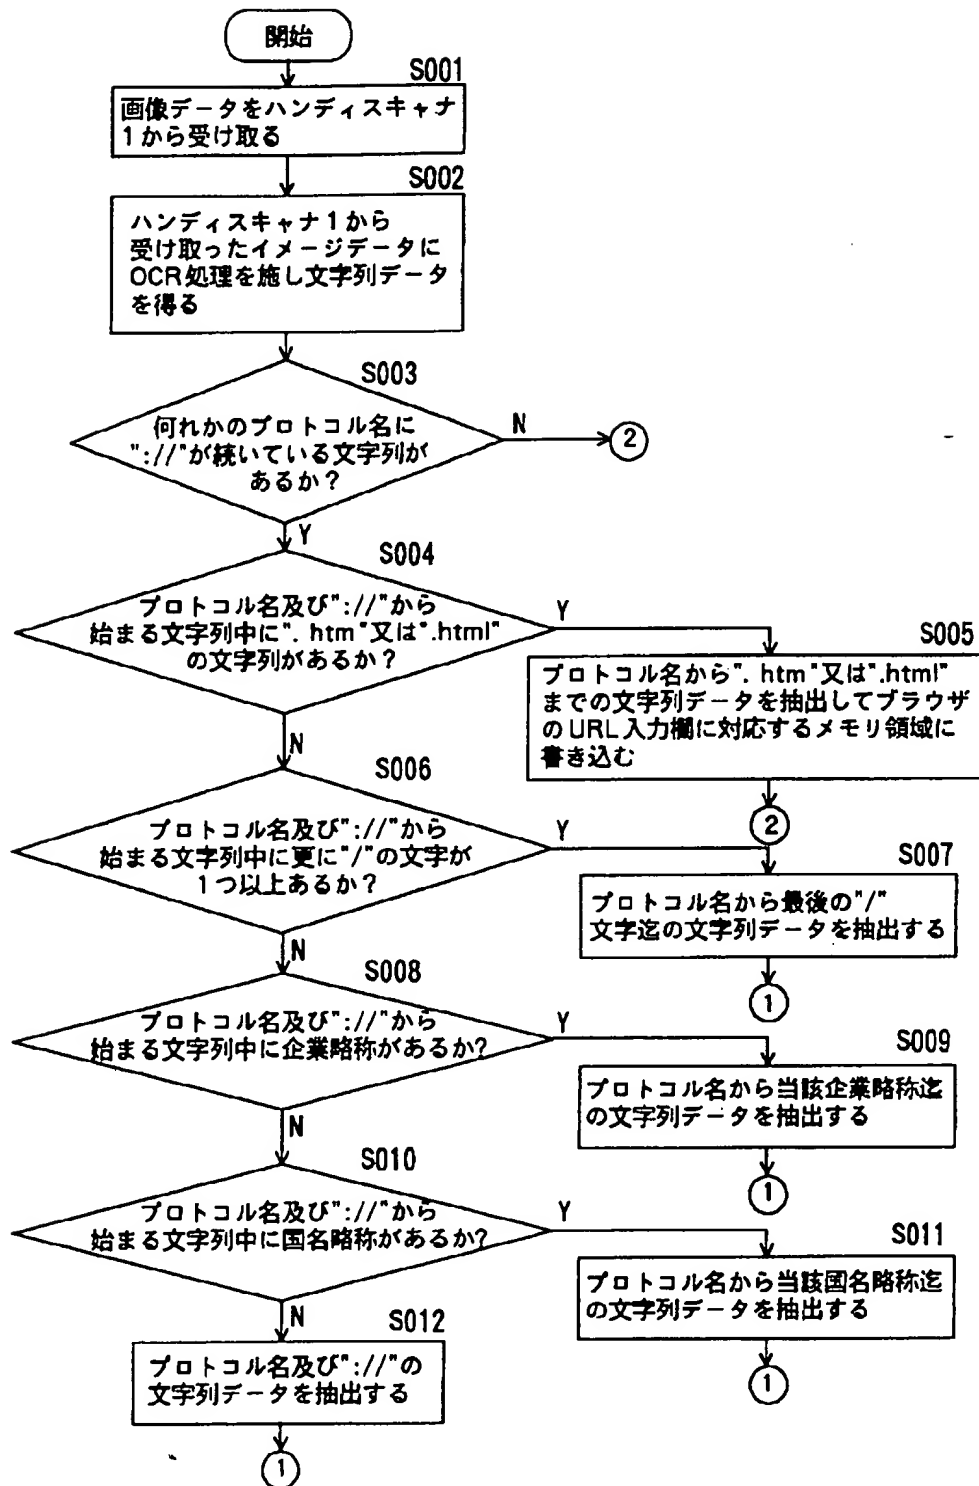 開始
S001
画像データをハンディスキャナ
1から受け取る
S002
ハンディスキャナ1から
受け取ったイメージデータに
OCR処理を施し文字列データ
を得る
S003
何れかのプロトコル名に
"://"が続いている文字列が
あるか？
N
2
Y
S004
プロトコル名及び"://"から
始まる文字列中に". htm"又は".html"
の文字列があるか？
Y
S005
プロトコル名から". htm"又は".html"
までの文字列データを抽出してブラウザ
のURL入力欄に対応するメモリ領域に
書き込む
2
N
S006
プロトコル名及び"://"から
始まる文字列中に更に"/"の文字が
1つ以上あるか？
Y
S007
プロトコル名から最後の"/"
文字迄の文字列データを抽出する
1
N
S008
プロトコル名及び"://"から
始まる文字列中に企業略称があるか?
Y
S009
プロトコル名から当該企業略称迄
の文字列データを抽出する
1
N
S010
プロトコル名及び"://"から
始まる文字列中に国名略称があるか?
Y
S011
プロトコル名から当該国名略称迄
の文字列データを抽出する
1
N
S012
プロトコル名及び"://"の
文字列データを抽出する
1